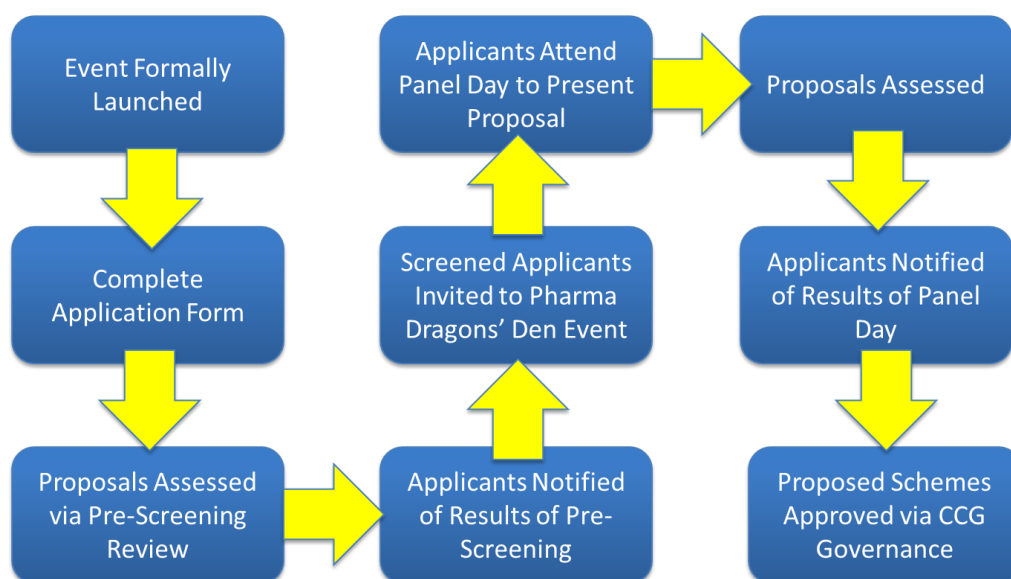 Event Formally
Launched
Complete
Application Form
Proposals Assessed
via Pre-Screening
Review
Applicants Notified
of Results of Pre-
Screening
Screened Applicants
Invited to Pharma
Dragons’ Den Event
Applicants Attend
Panel Day to Present
Proposal
Proposals Assessed
Applicants Notified
of Results of Panel
Day
Proposed Schemes
Approved via CCG
Governance